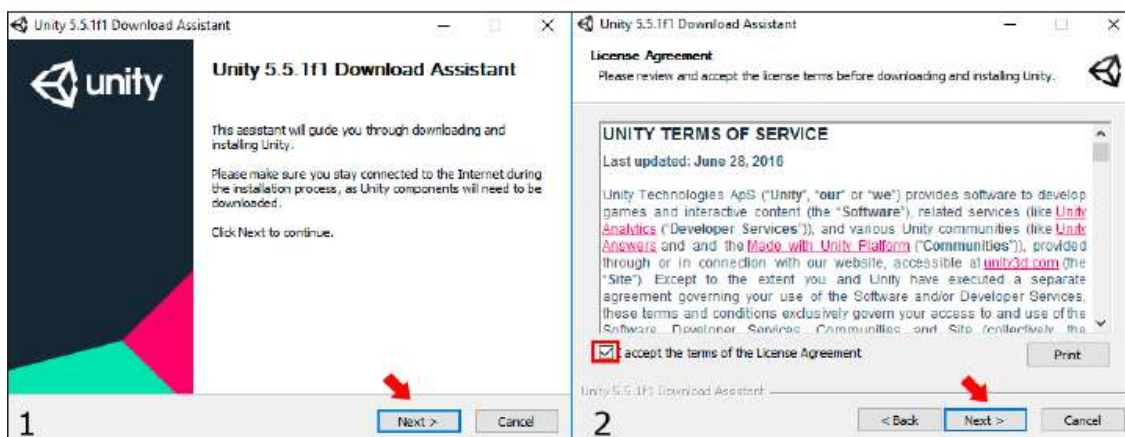 Unity 5.5.1f1 Download Assistant
unity
Unity 5.5.1f1 Download Assistant
This assistant will guide you through downloading and
installing Unity.
Please make sure you stay connected to the Internet during
the installation process, as Unity components will need to be
downloaded.
Click Next to continue.
1
Next >
Cancel
Unity 5.5.1f1 Download Assistant
License Agreement
Please review and accept the license terms before downloading and installing Unity.
UNITY TERMS OF SERVICE
Last updated: June 28, 2016
Unity Technologies ApS ("Unity", "our" or "we") provides software to develop
games and interactive content (the "Software"), related services (like Unity
Analytics ("Developer Services")), and various Unity communities (like Unity
Answers and and the Made with Unity Platform ("Communities")), provided
through or in connection with our website, accessible at unity3d.com (the
"Site"). Except to the extent you and Unity have executed a separate
agreement governing your use of the Software and/or Developer Services,
these terms and conditions exclusively govern your access to and use of the
Software, Developer Services, Communities and Site (collectively, the
I accept the terms of the License Agreement
Print
Unity 5.5.1f1 Download Assistant
2
< Back
Next >
Cancel